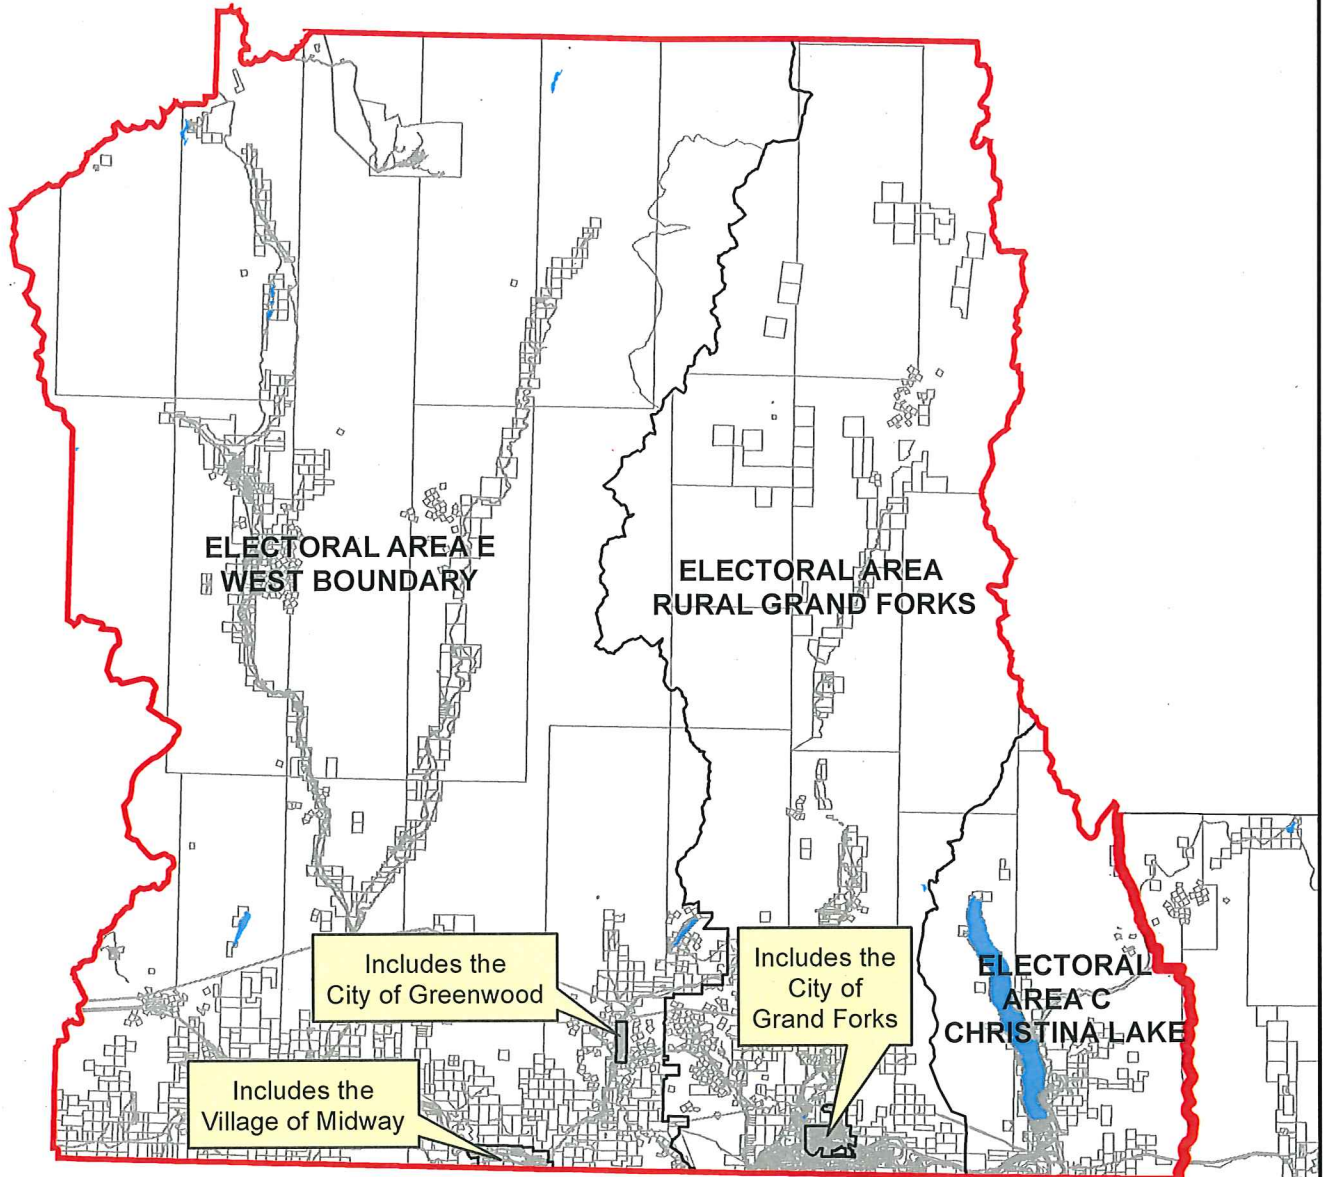 ELECTORAL AREA E
WEST BOUNDARY
ELECTORAL AREA
RURAL GRAND FORKS
Includes the
City of Greenwood
Includes the
City of
Grand Forks
ELECTORAL
AREA C
CHRISTINA LAKE
Includes the
Village of Midway